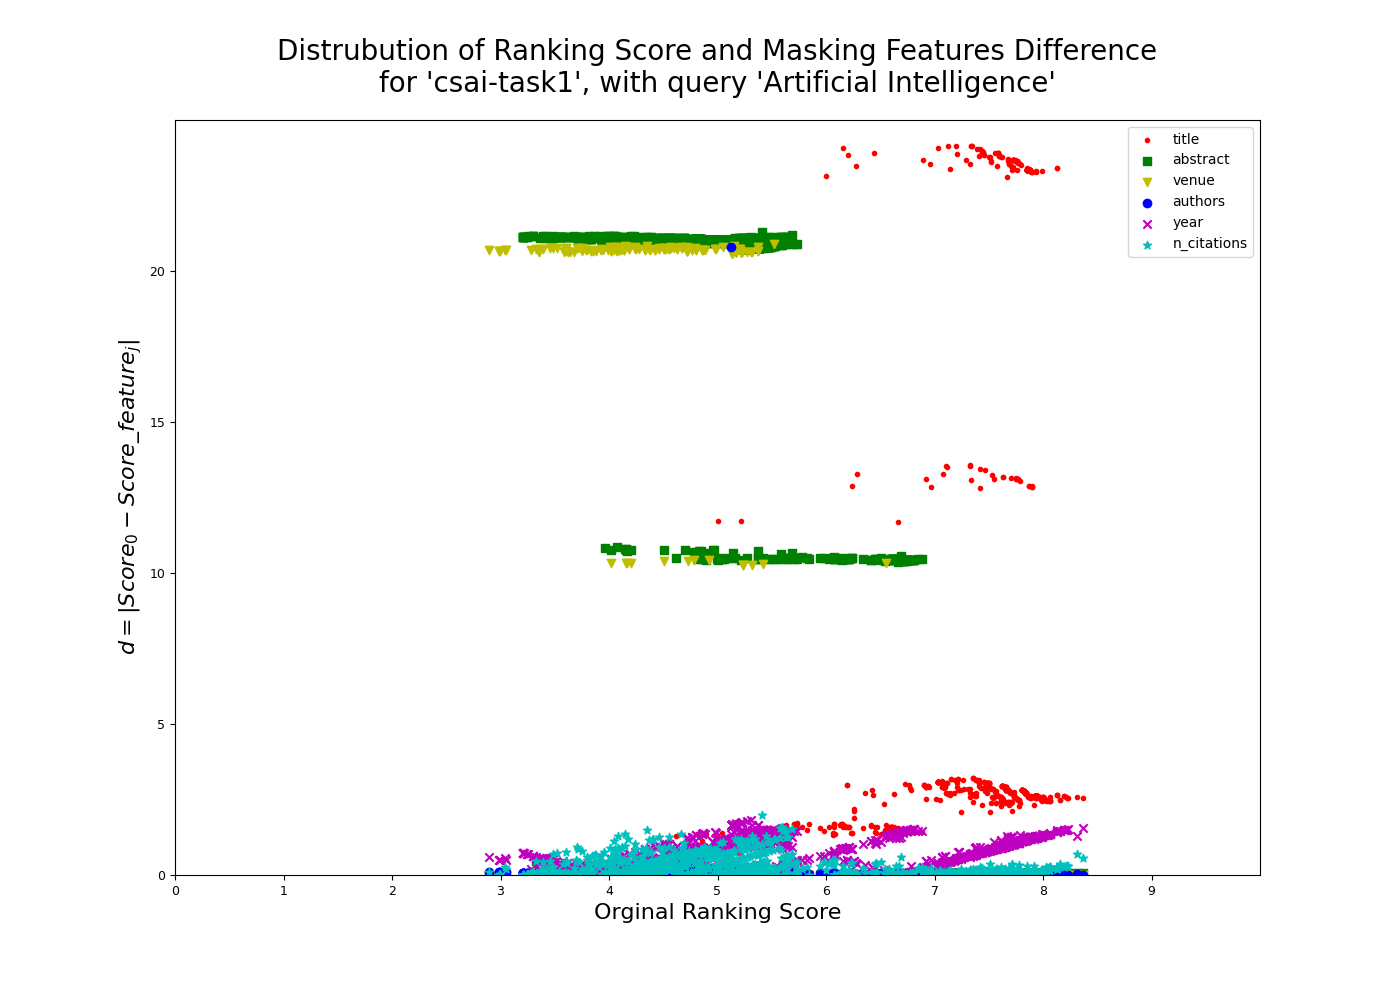 Distrubution of Ranking Score and Masking Features Difference
for 'csai-task1', with query 'Artificial Intelligence'
title
abstract
venue
authors
year
n_citations
d = |Score_0 − Score_feature_j|
20
15
10
5
0
0 1 2 3 4 5 6 7 8 9
Orginal Ranking Score